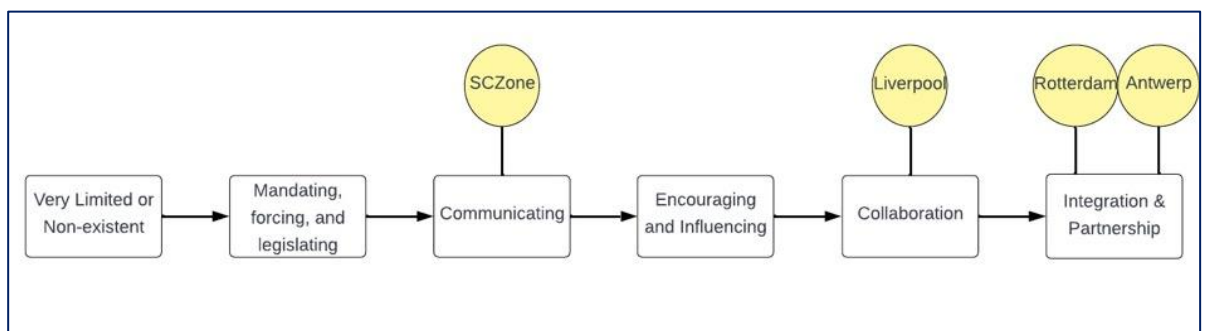 SCZone
Liverpool
Rotterdam
Antwerp
Very Limited or
Non-existent
Mandating,
forcing, and
legislating
Communicating
Encouraging
and Influencing
Collaboration
Integration &
Partnership